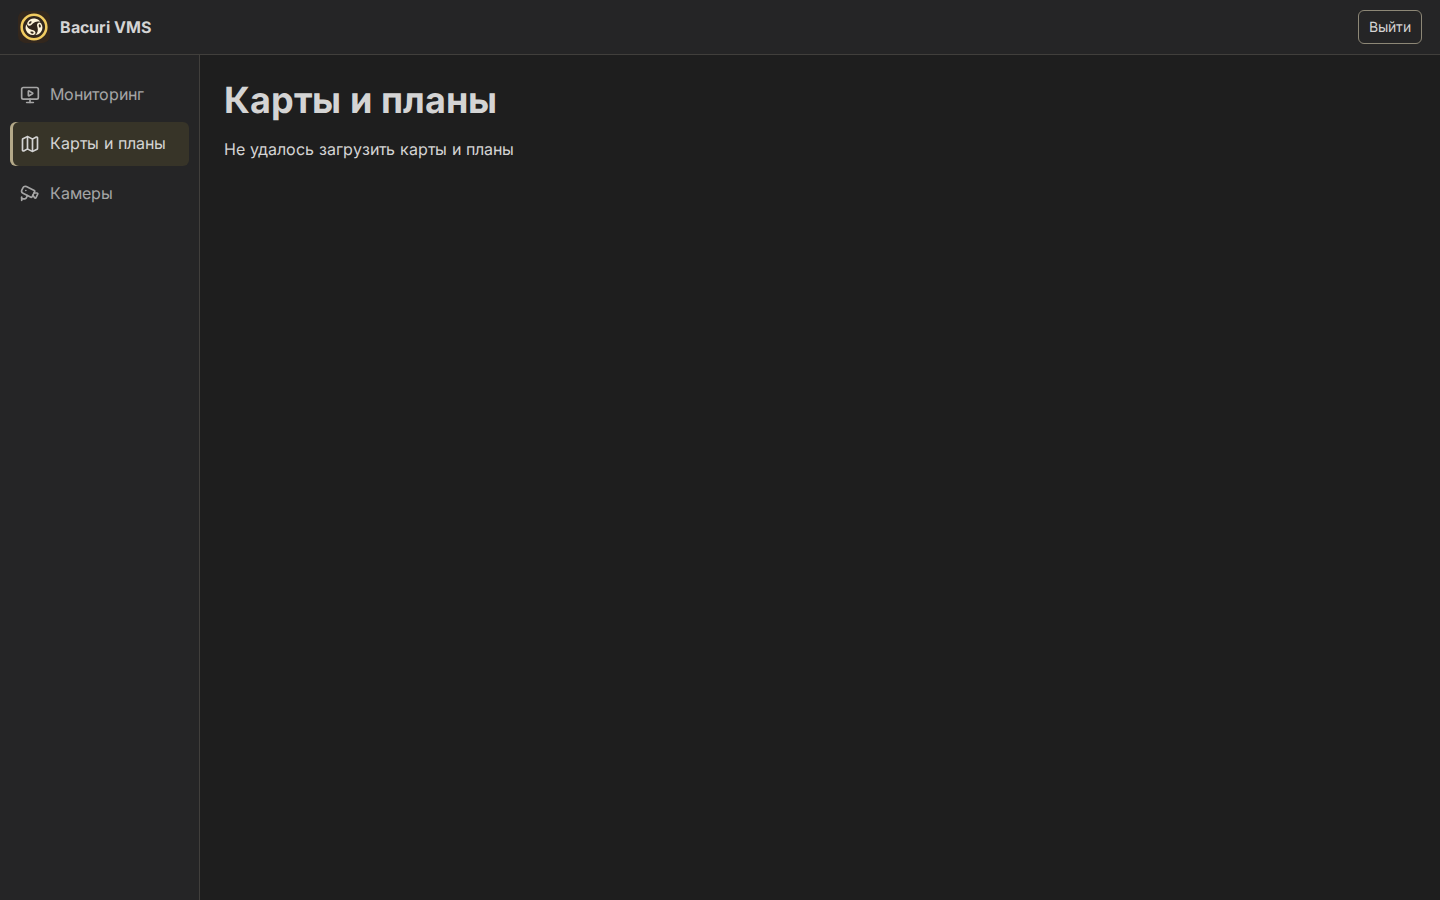 Bacuri VMS
Выйти
Мониторинг
Карты и планы
Камеры
Карты и планы
Не удалось загрузить карты и планы